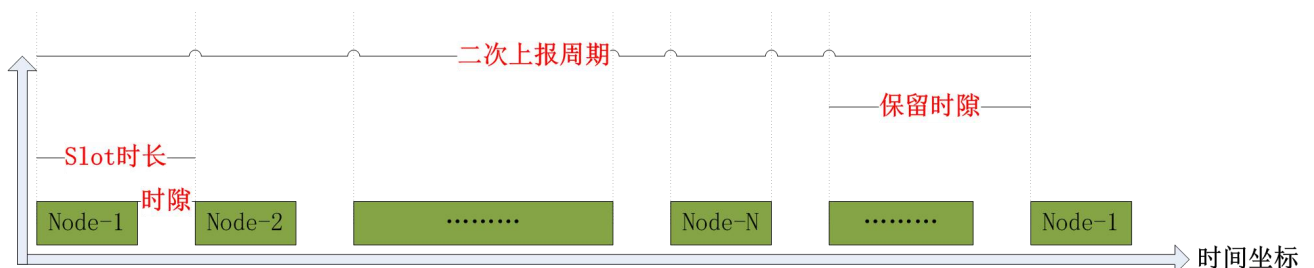 二次上报周期
保留时隙
Slot时长
时隙
Node-1
Node-2
………
Node-N
………
Node-1
时间坐标